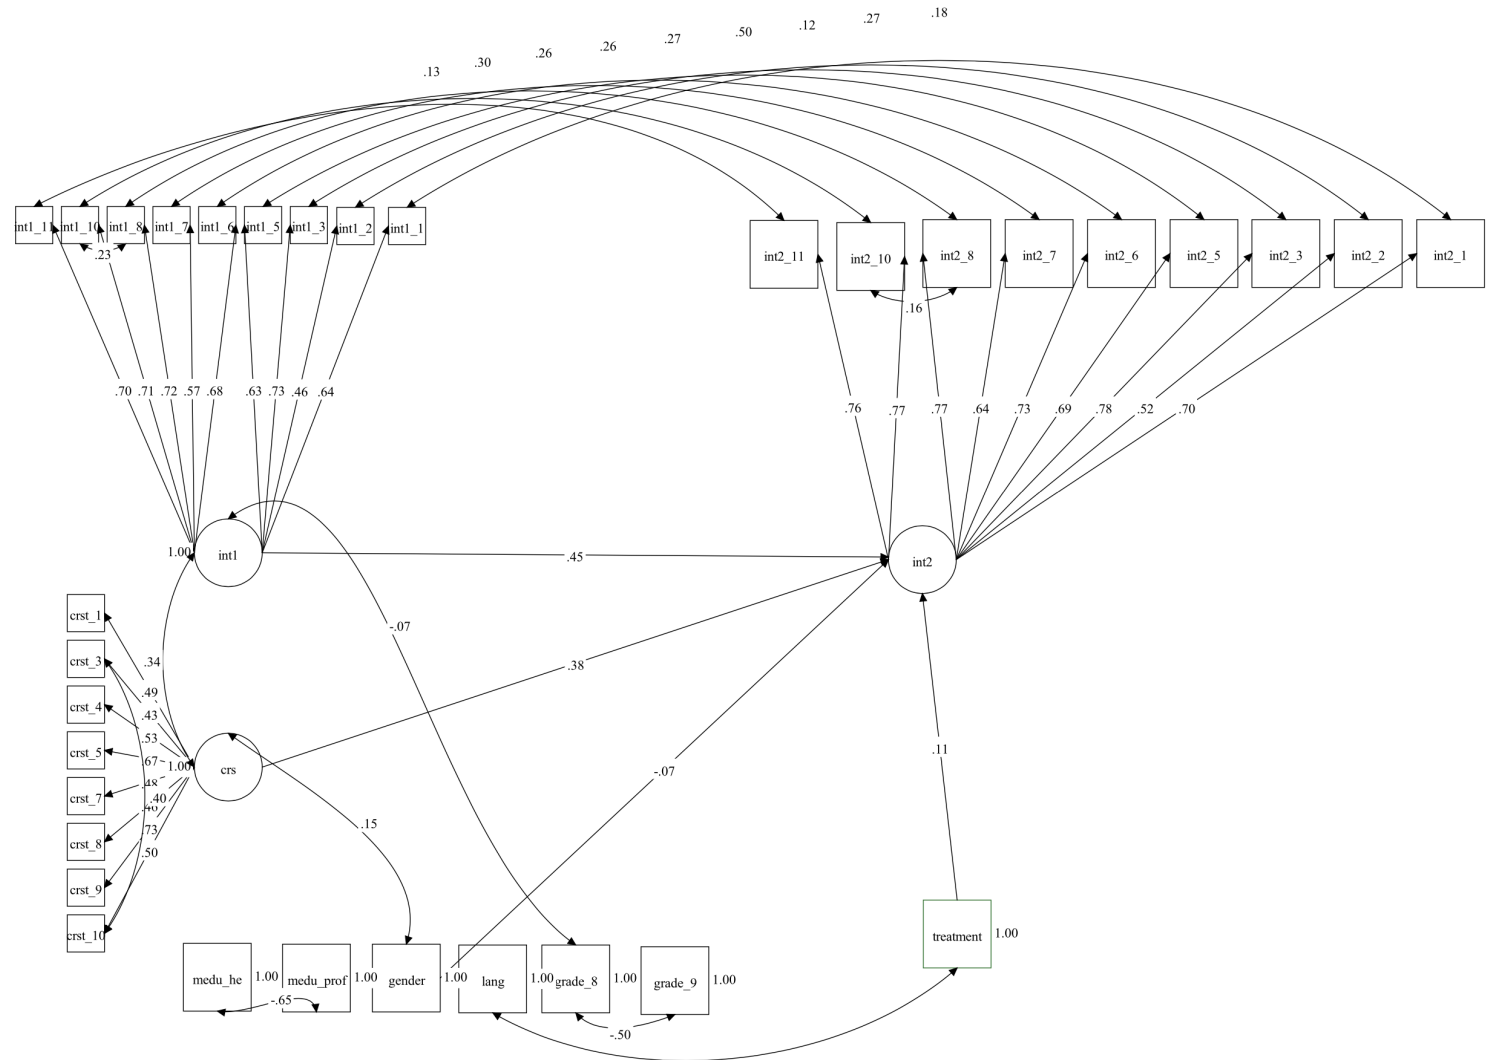 .13 .30 .26 .26 .27 .50 .12 .27 .18
int1_11 int1_10 int1_8 int1_7 int1_6 int1_5 int1_3 int1_2 int1_1
int2_11 int2_10 int2_8 int2_7 int2_6 int2_5 int2_3 int2_2 int2_1
.23
.16
.70 .71 .72 .57 .68 .63 .73 .46 .64
.76 .77 .77 .64 .73 .69 .78 .52 .70
1.00 int1
.45
int2
crst_1
-.07
crst_3 .34
.38
.49
crst_4 .43
.53
crst_5 .67 1.00 crs
-.07
.11
.48
crst_7 .40
.46
.15
.73
crst_8 .50
crst_9
crst_10
treatment 1.00
medu_he 1.00 medu_prof 1.00 gender 1.00 lang 1.00 grade_8 1.00 grade_9 1.00
-.65
-.50